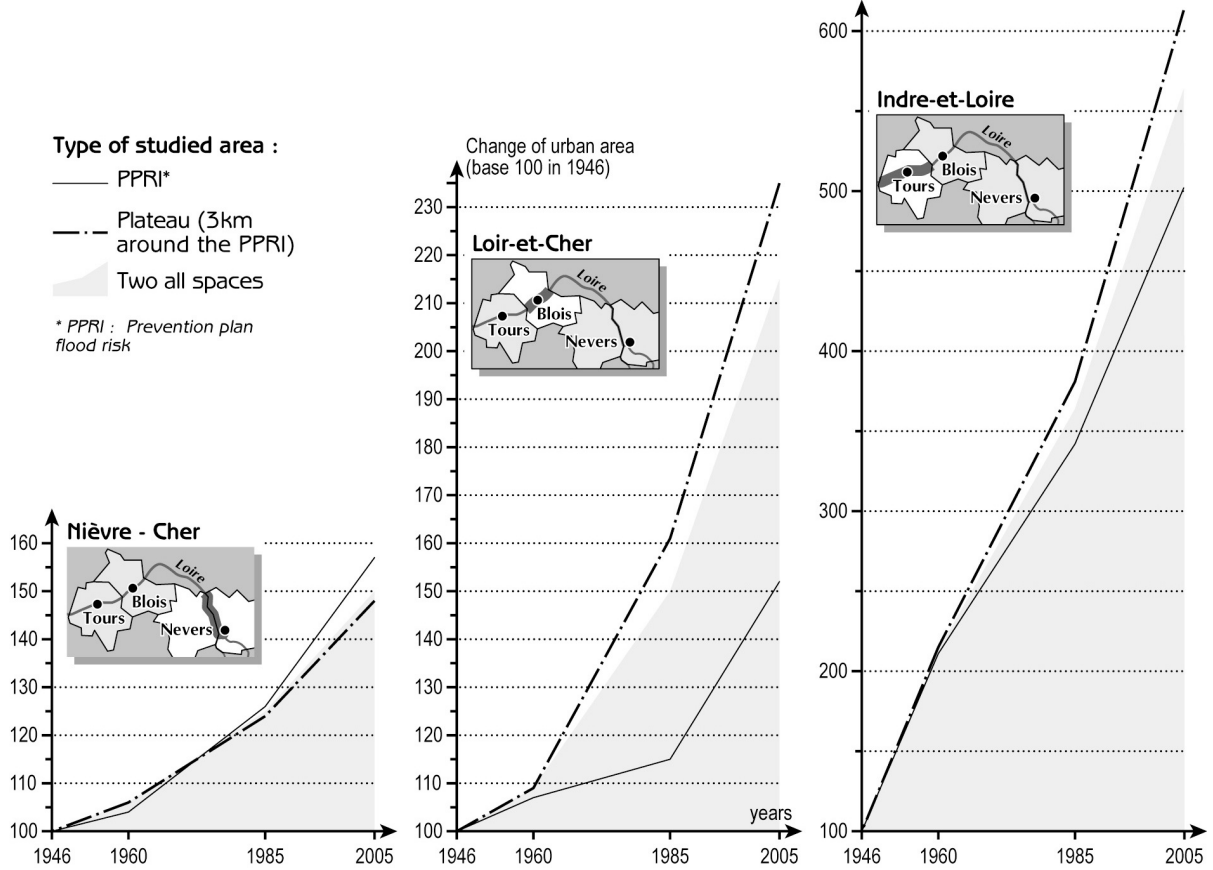 Type of studied area :
PPRI*
Plateau (3km
around the PPRI)
Two all spaces
* PPRI : Prevention plan
flood risk
Nièvre - Cher
Loire
Blois
Tours
Nevers
160
150
140
130
120
110
100
1946
1960
1985
2005
Change of urban area
(base 100 in 1946)
Loir-et-Cher
Loire
Blois
Tours
Nevers
230
220
210
200
190
180
170
160
150
140
130
120
110
100
years
1946
1960
1985
2005
Indre-et-Loire
Loire
Blois
Tours
Nevers
600
500
400
300
200
100
1946
1960
1985
2005